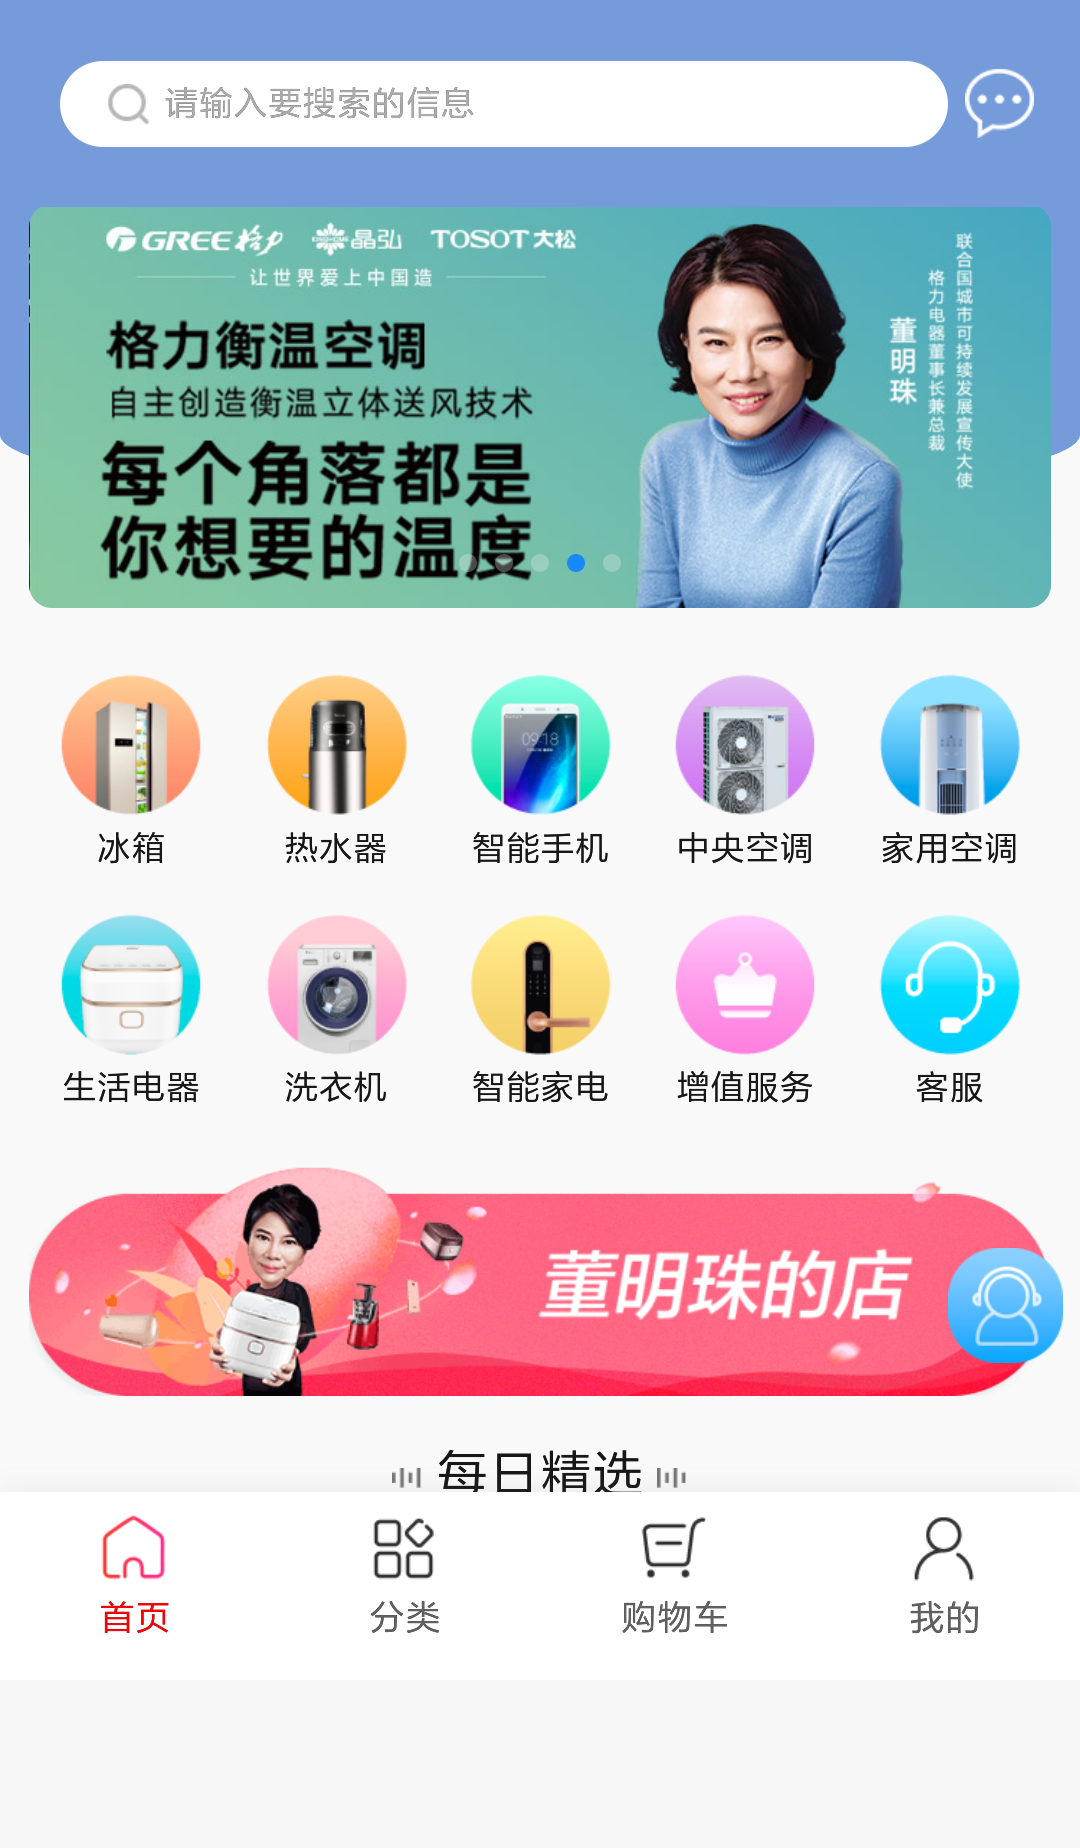 请输入要搜索的信息
GREE格力 晶弘 TOSOT大松
让世界爱上中国造
格力衡温空调
自主创造衡温立体送风技术
每个角落都是
你想要的温度
联合国城市可持续发展宣传大使
格力电器董事长兼总裁
董明珠
09:18
冰箱 热水器 智能手机 中央空调 家用空调
生活电器 洗衣机 智能家电 增值服务 客服
董明珠的店
每日精选
首页 分类 购物车 我的